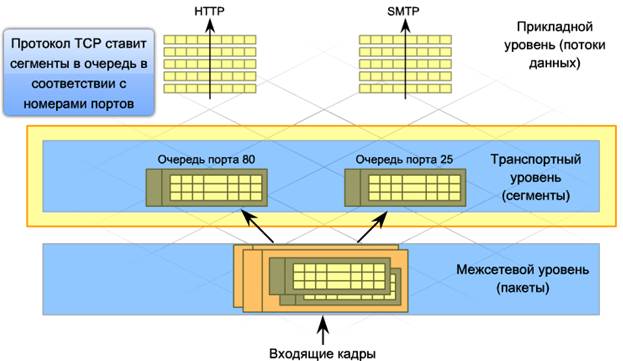 HTTP
SMTP
Прикладной
уровень (потоки
данных)
Протокол TCP ставит
сегменты в очередь в
соответствии с
номерами портов
Очередь порта 80
Очередь порта 25
Транспортный
уровень
(сегменты)
Межсетевой уровень
(пакеты)
Входящие кадры